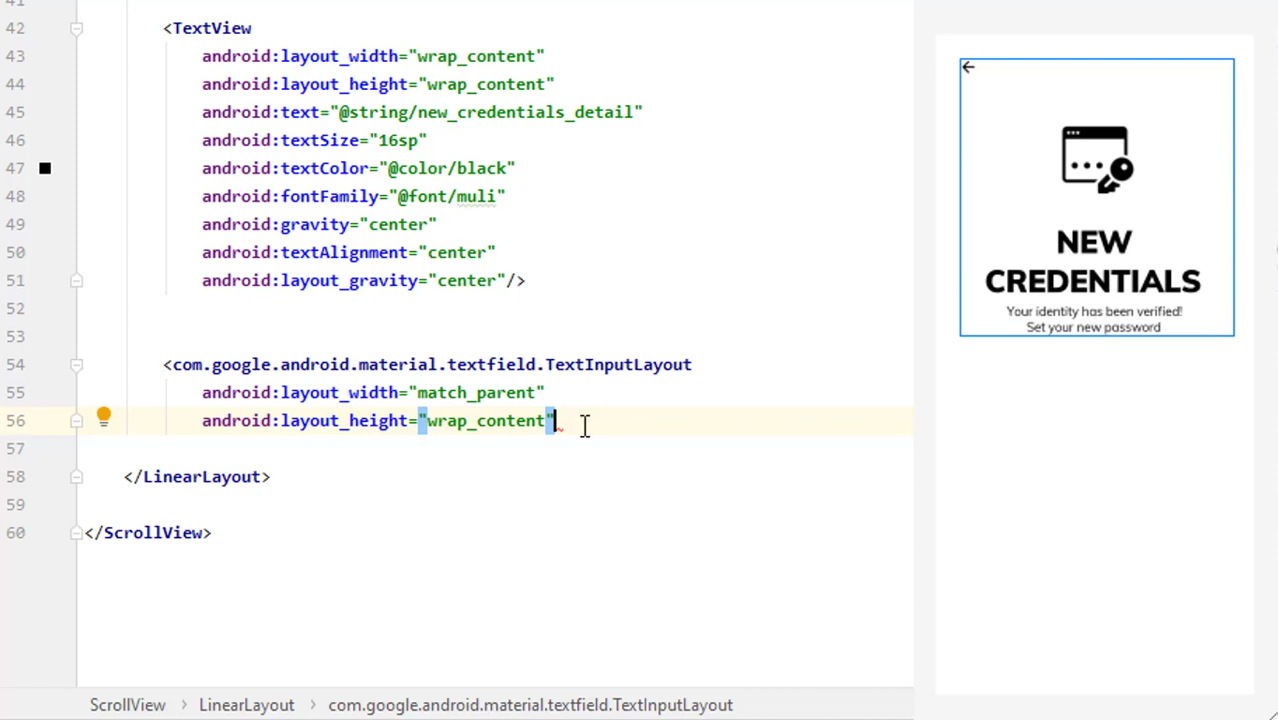 41
42 <TextView
43 android:layout_width="wrap_content"
44 android:layout_height="wrap_content"
45 android:text="@string/new_credentials_detail"
46 android:textSize="16sp"
47 android:textColor="@color/black"
48 android:fontFamily="@font/muli"
49 android:gravity="center"
50 android:textAlignment="center"
51 android:layout_gravity="center"/>
52
53
54 <com.google.android.material.textfield.TextInputLayout
55 android:layout_width="match_parent"
56 android:layout_height="wrap_content"
57
58 </LinearLayout>
59
60 </ScrollView>
ScrollView › LinearLayout › com.google.android.material.textfield.TextInputLayout
NEW
CREDENTIALS
Your identity has been verified!
Set your new password